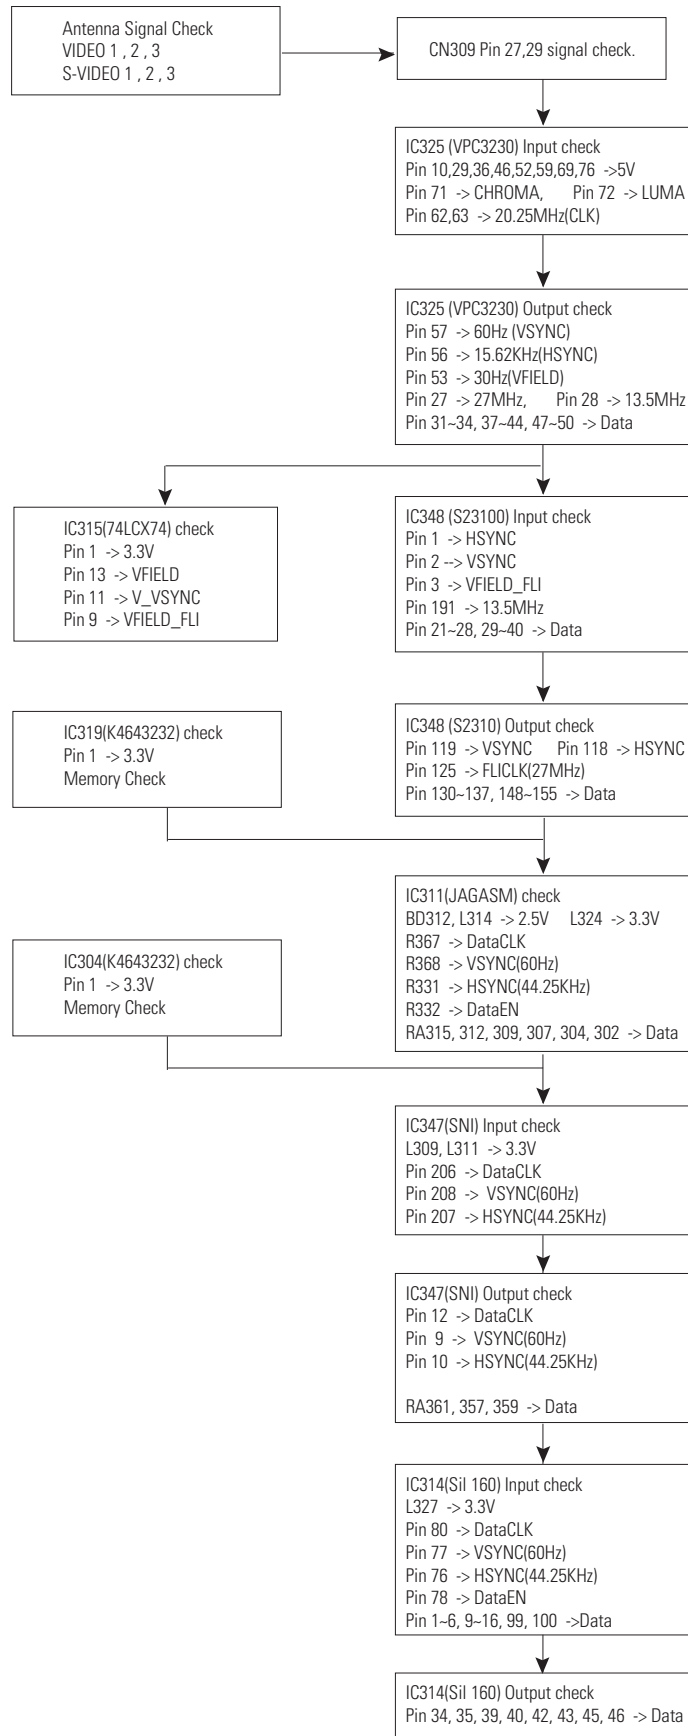 Antenna Signal Check
VIDEO 1 , 2 , 3
S-VIDEO 1 , 2 , 3
CN309 Pin 27,29 signal check.
IC325 (VPC3230) Input check
Pin 10,29,36,46,52,59,69,76 ->5V
Pin 71 -> CHROMA, Pin 72 -> LUMA
Pin 62,63 -> 20.25MHz(CLK)
IC325 (VPC3230) Output check
Pin 57 -> 60Hz (VSYNC)
Pin 56 -> 15.62KHz(HSYNC)
Pin 53 -> 30Hz(VFIELD)
Pin 27 -> 27MHz, Pin 28 -> 13.5MHz
Pin 31~34, 37~44, 47~50 -> Data
IC315(74LCX74) check
Pin 1 -> 3.3V
Pin 13 -> VFIELD
Pin 11 -> V_VSYNC
Pin 9 -> VFIELD_FLI
IC348 (S23100) Input check
Pin 1 -> HSYNC
Pin 2 --> VSYNC
Pin 3 -> VFIELD_FLI
Pin 191 -> 13.5MHz
Pin 21~28, 29~40 -> Data
IC319(K4643232) check
Pin 1 -> 3.3V
Memory Check
IC348 (S2310) Output check
Pin 119 -> VSYNC Pin 118 -> HSYNC
Pin 125 -> FLICLK(27MHz)
Pin 130~137, 148~155 -> Data
IC311(JAGASM) check
BD312, L314 -> 2.5V L324 -> 3.3V
R367 -> DataCLK
R368 -> VSYNC(60Hz)
R331 -> HSYNC(44.25KHz)
R332 -> DataEN
RA315, 312, 309, 307, 304, 302 -> Data
IC304(K4643232) check
Pin 1 -> 3.3V
Memory Check
IC347(SNI) Input check
L309, L311 -> 3.3V
Pin 206 -> DataCLK
Pin 208 -> VSYNC(60Hz)
Pin 207 -> HSYNC(44.25KHz)
IC347(SNI) Output check
Pin 12 -> DataCLK
Pin 9 -> VSYNC(60Hz)
Pin 10 -> HSYNC(44.25KHz)
RA361, 357, 359 -> Data
IC314(Sil 160) Input check
L327 -> 3.3V
Pin 80 -> DataCLK
Pin 77 -> VSYNC(60Hz)
Pin 76 -> HSYNC(44.25KHz)
Pin 78 -> DataEN
Pin 1~6, 9~16, 99, 100 ->Data
IC314(Sil 160) Output check
Pin 34, 35, 39, 40, 42, 43, 45, 46 -> Data